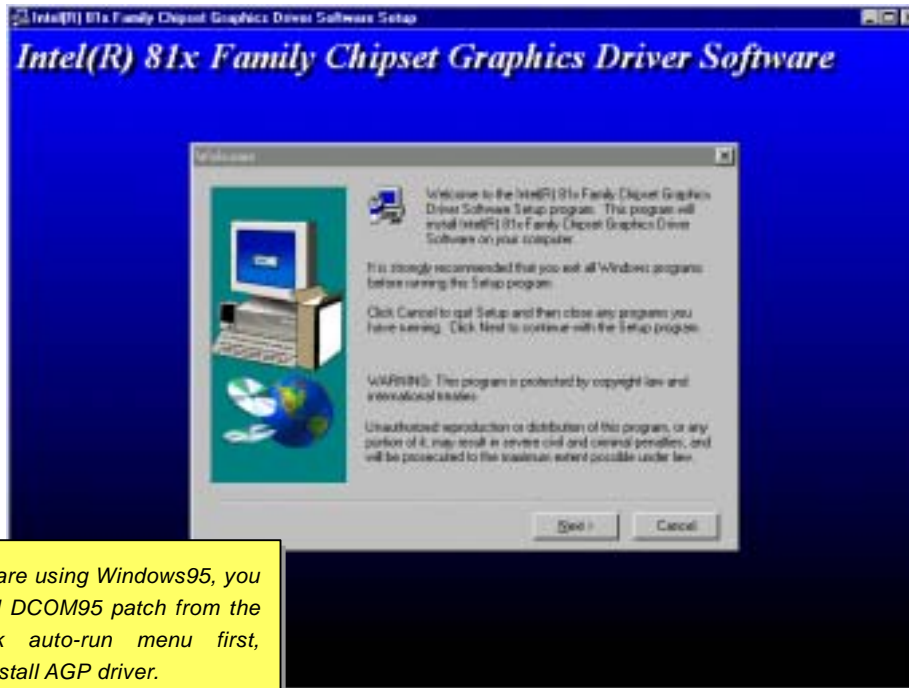 Intel(R) 81x Family Chipset Graphics Driver Software Setup
Intel(R) 81x Family Chipset Graphics Driver Software
Welcome
Welcome to the Intel(R) 81x Family Chipset Graphics
Driver Software Setup program. This program will
install Intel(R) 81x Family Chipset Graphics Driver
Software on your computer.
It is strongly recommended that you exit all Windows programs
before running this Setup program.
Click Cancel to quit Setup and then close any programs you
have running. Click Next to continue with the Setup program.
WARNING: This program is protected by copyright law and
international treaties.
Unauthorized reproduction or distribution of this program, or any
portion of it, may result in severe civil and criminal penalties, and
will be prosecuted to the maximum extent possible under law.
Next >
Cancel
are using Windows95, you
DCOM95 patch from the
auto-run menu first,
stall AGP driver.